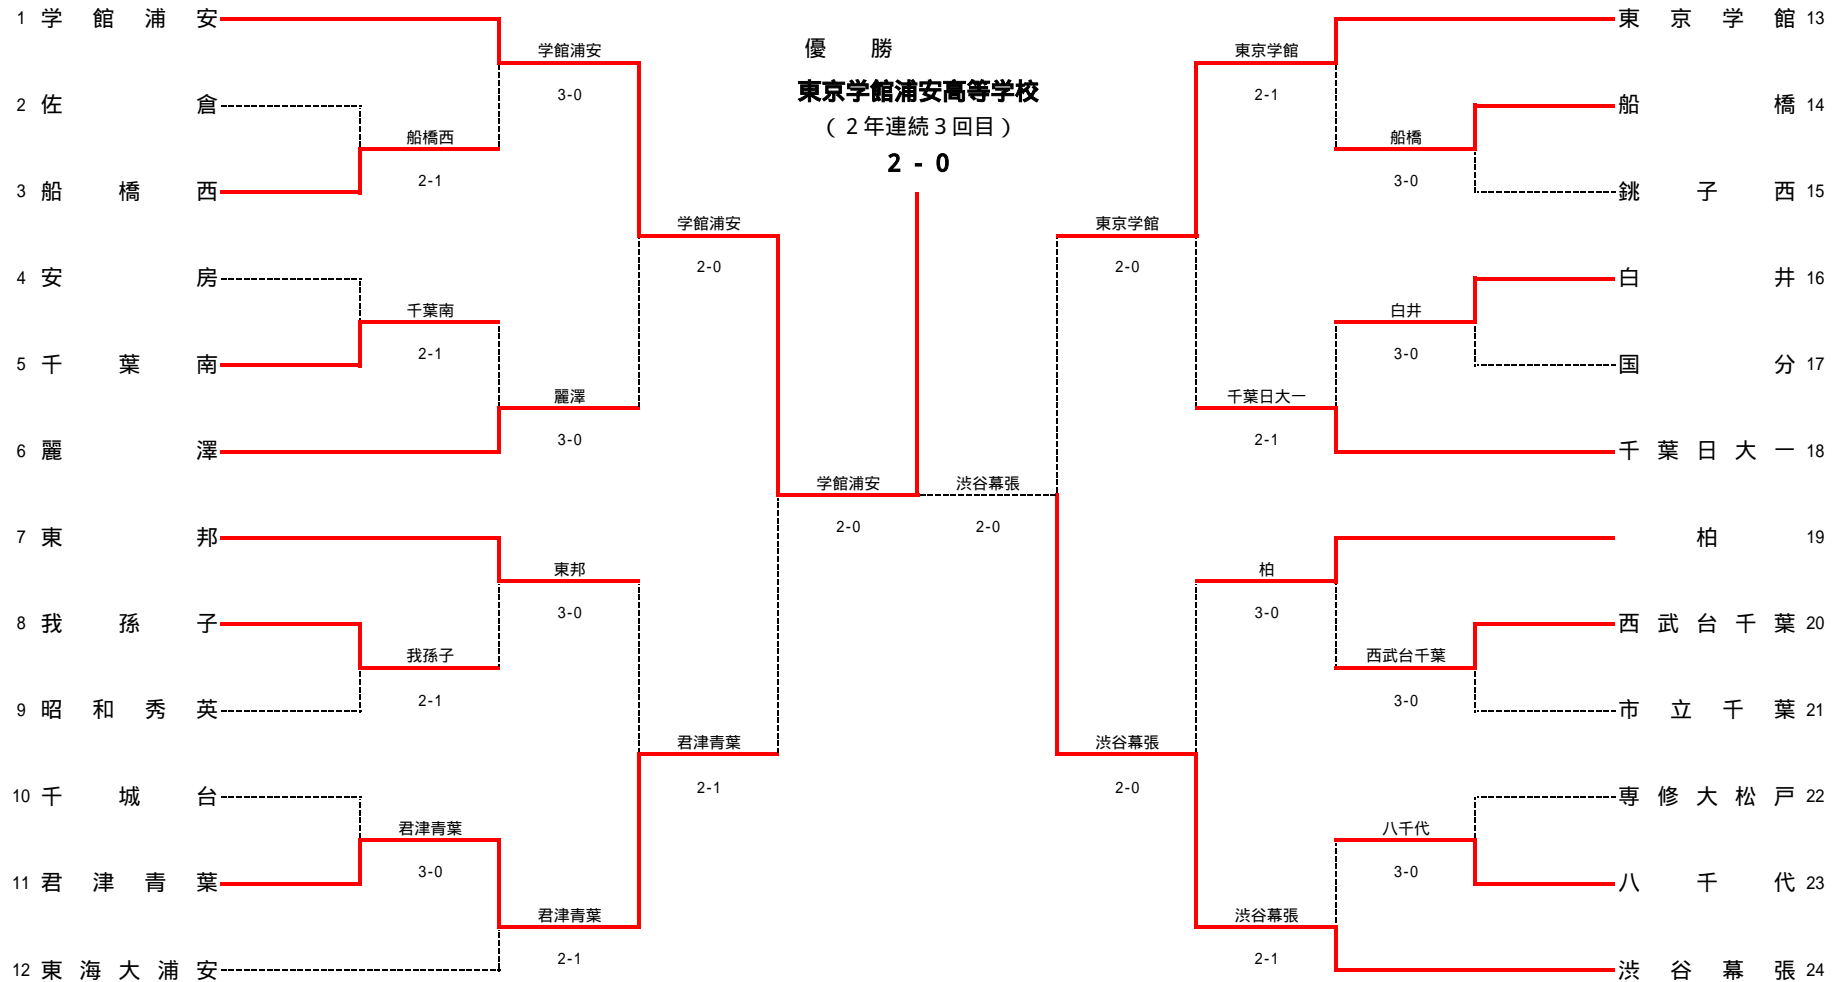 1 学館浦安
学館浦安
3-0
2 佐倉
船橋西
2-1
3 船橋西
学館浦安
2-0
4 安房
千葉南
2-1
5 千葉南
麗澤
3-0
6 麗澤
学館浦安
2-0
7 東邦
東邦
3-0
8 我孫子
我孫子
2-1
9 昭和秀英
君津青葉
2-1
10 千城台
君津青葉
3-0
11 君津青葉
君津青葉
2-1
12 東海大浦安
優勝
東京学館浦安高等学校
(2年連続3回目)
2 - 0
東京学館 13
東京学館
2-1
船橋 14
船橋
3-0
銚子西 15
東京学館
2-0
白井 16
白井
3-0
国分 17
千葉日大一
2-1
千葉日大一 18
渋谷幕張
2-0
柏 19
柏
3-0
西武台千葉 20
西武台千葉
3-0
市立千葉 21
渋谷幕張
2-0
専修大松戸 22
八千代
3-0
八千代 23
渋谷幕張
2-1
渋谷幕張 24